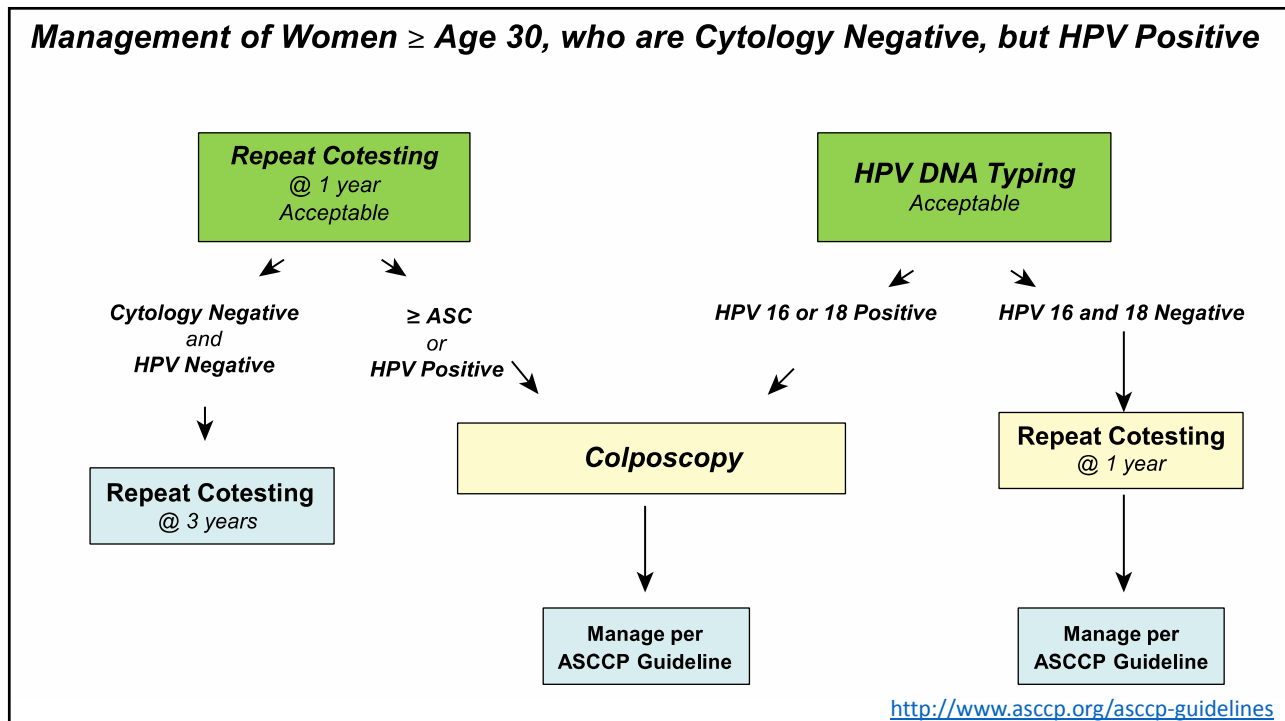 Management of Women ≥ Age 30, who are Cytology Negative, but HPV Positive
Repeat Cotesting
@ 1 year
Acceptable
HPV DNA Typing
Acceptable
Cytology Negative
and
HPV Negative
≥ ASC
or
HPV Positive
HPV 16 or 18 Positive
HPV 16 and 18 Negative
Repeat Cotesting
@ 3 years
Colposcopy
Repeat Cotesting
@ 1 year
Manage per
ASCCP Guideline
Manage per
ASCCP Guideline
http://www.asccp.org/asccp-guidelines